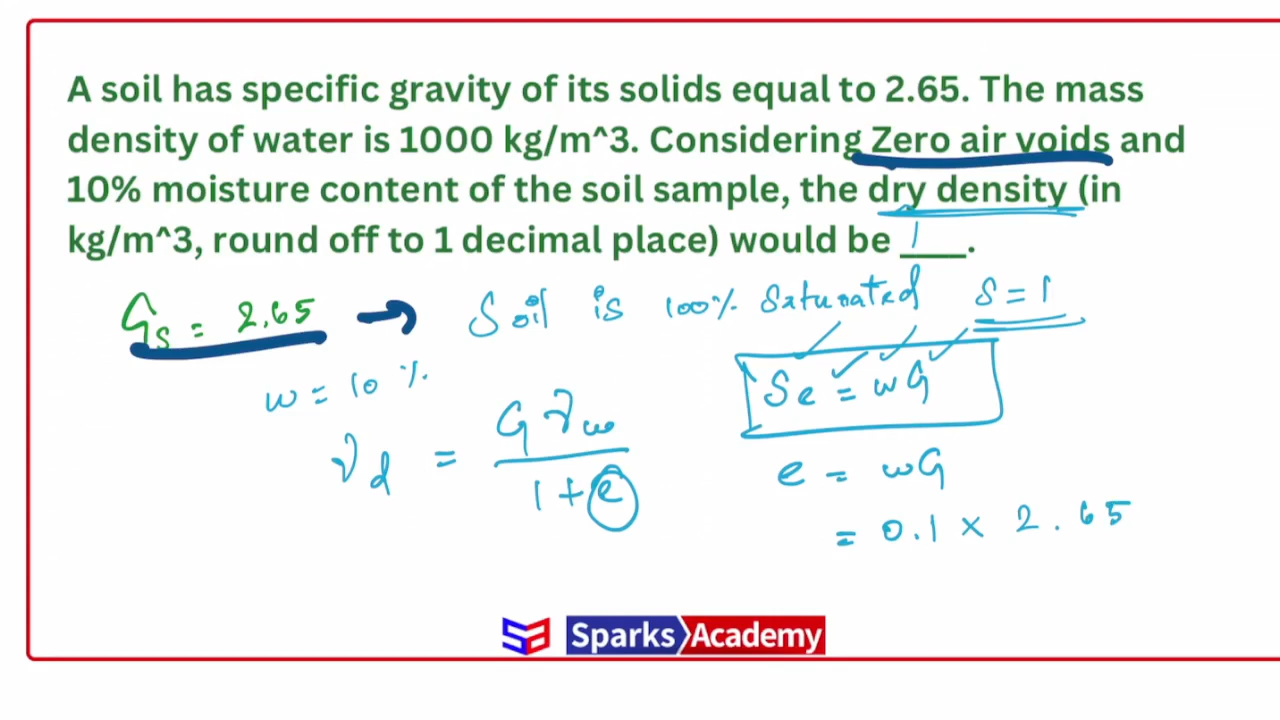 A soil has specific gravity of its solids equal to 2.65. The mass
density of water is 1000 kg/m^3. Considering Zero air voids and
10% moisture content of the soil sample, the dry density (in
kg/m^3, round off to 1 decimal place) would be ____.
Gs = 2.65 → Soil is 100% Saturated S = 1
w = 10 %
Se = wG
γd = Gγw / 1 + e
e = wG
= 0.1 × 2.65
Sparks Academy